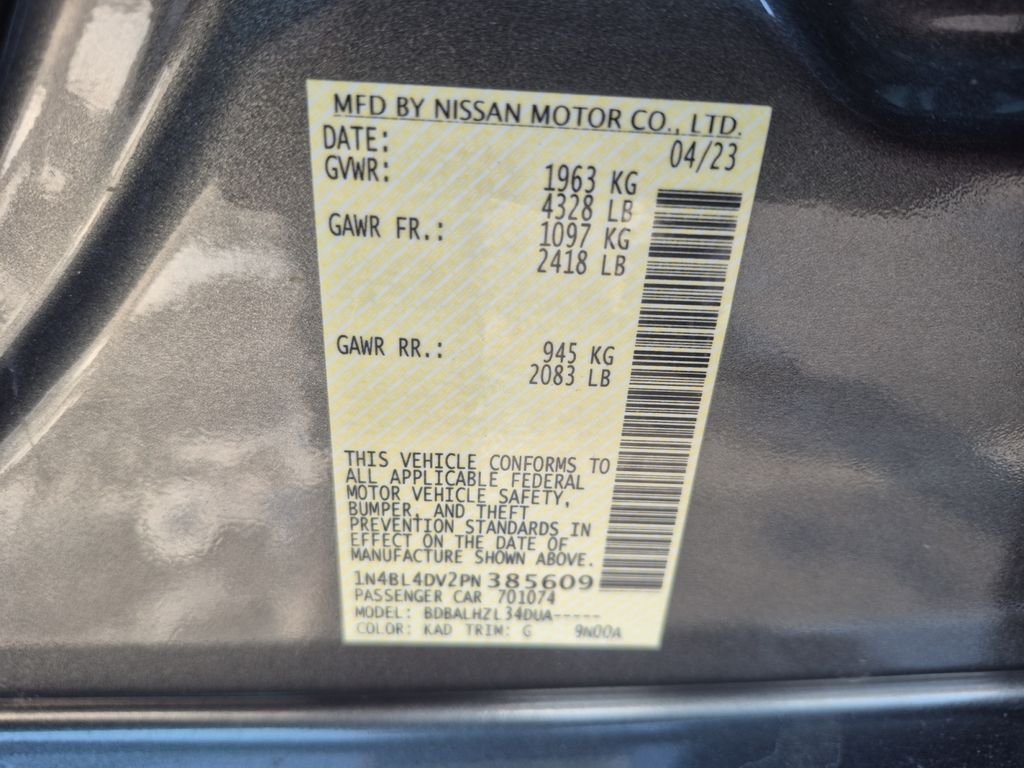 MFD BY NISSAN MOTOR CO., LTD.
DATE: 04/23
GVWR: 1963 KG
4328 LB
GAWR FR.: 1097 KG
2418 LB
GAWR RR.: 945 KG
2083 LB
THIS VEHICLE CONFORMS TO
ALL APPLICABLE FEDERAL
MOTOR VEHICLE SAFETY,
BUMPER, AND THEFT
PREVENTION STANDARDS IN
EFFECT ON THE DATE OF
MANUFACTURE SHOWN ABOVE.
1N4BL4DV2PN385609
PASSENGER CAR 701074
MODEL: BDBALHZL34DUA-----
COLOR: KAD TRIM: G 9N00A